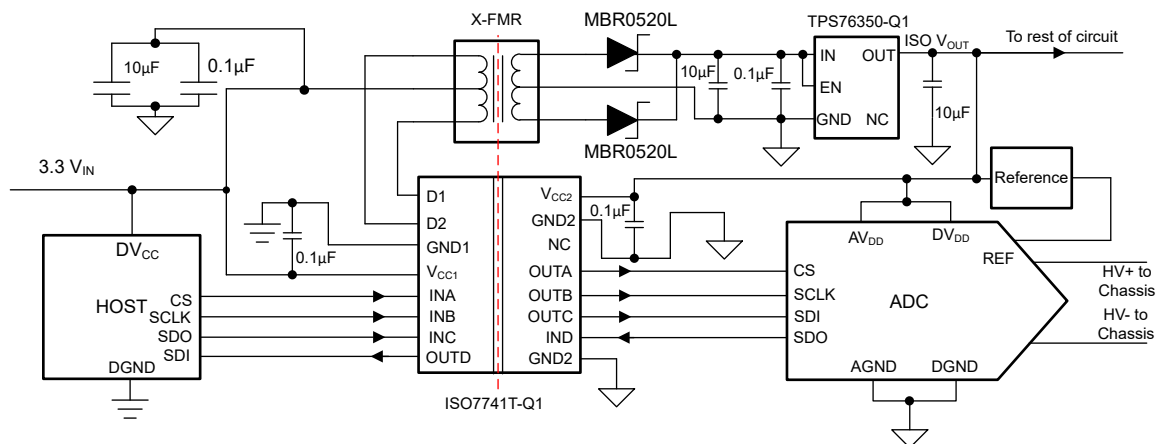 X-FMR
MBR0520L
TPS76350-Q1
ISO VOUT
To rest of circuit
10µF
0.1µF
10µF
0.1µF
IN
OUT
EN
GND
NC
10µF
MBR0520L
3.3 VIN
D1
D2
GND1
VCC1
INA
INB
INC
OUTD
VCC2
GND2
NC
OUTA
OUTB
OUTC
IND
GND2
0.1µF
0.1µF
ISO7741T-Q1
DVCC
HOST
CS
SCLK
SDO
SDI
DGND
Reference
AVDD
DVDD
REF
CS
SCLK
SDI
SDO
ADC
AGND
DGND
HV+ to
Chassis
HV- to
Chassis